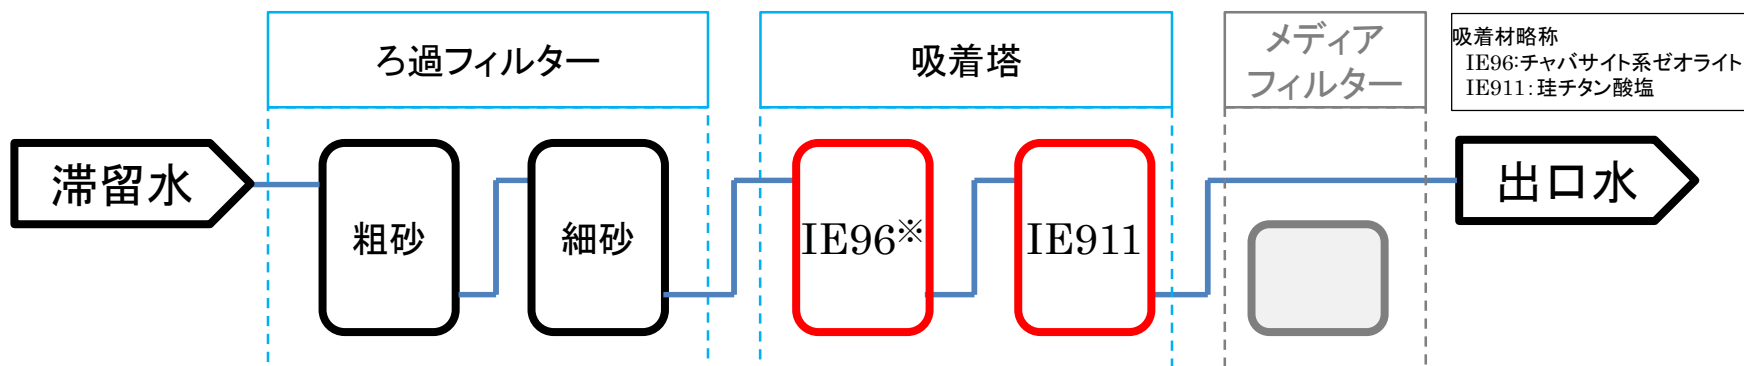 ろ過フィルター
吸着塔
メディア
フィルター
吸着材略称
IE96:チャバサイト系ゼオライト
IE911:珪チタン酸塩
滞留水
粗砂
細砂
IE96※
IE911
出口水